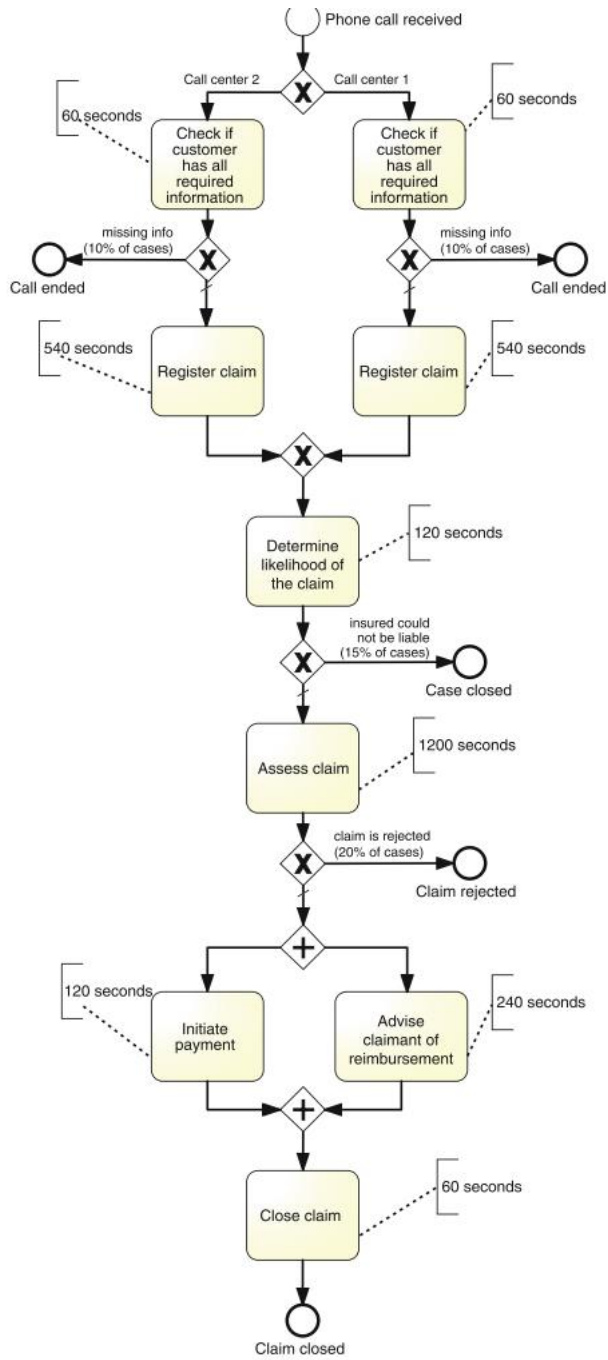 Phone call received
Call center 2
Call center 1
60 seconds
60 seconds
Check if
customer
has all
required
information
Check if
customer
has all
required
information
missing info
(10% of cases)
missing info
(10% of cases)
Call ended
Call ended
540 seconds
540 seconds
Register claim
Register claim
Determine
likelihood of
the claim
120 seconds
insured could
not be liable
(15% of cases)
Case closed
Assess claim
1200 seconds
claim is rejected
(20% of cases)
Claim rejected
120 seconds
240 seconds
Initiate
payment
Advise
claimant of
reimbursement
60 seconds
Close claim
Claim closed